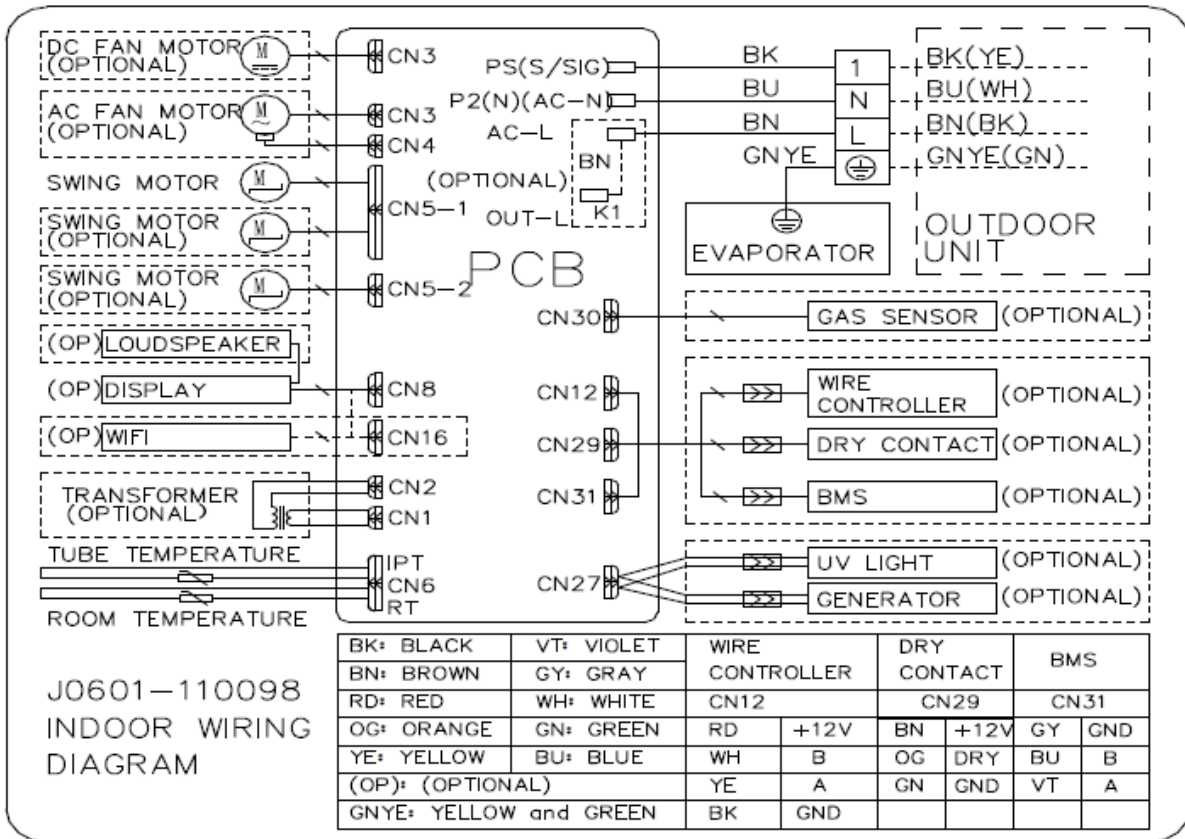 DC FAN MOTOR
(OPTIONAL)
M
CN3
AC FAN MOTOR
(OPTIONAL)
M
~
CN3
CN4
SWING MOTOR
M
SWING MOTOR
(OPTIONAL)
M
CN5-1
SWING MOTOR
(OPTIONAL)
M
CN5-2
(OP) LOUDSPEAKER
(OP) DISPLAY
CN8
(OP) WIFI
CN16
TRANSFORMER
(OPTIONAL)
CN2
CN1
TUBE TEMPERATURE
IPT
CN6
RT
ROOM TEMPERATURE
PCB
PS(S/SIG)
P2(N)(AC-N)
AC-L
BN
(OPTIONAL)
OUT-L
K1
BK
1
BK(YE)
BU
N
BU(WH)
BN
L
BN(BK)
GNYE
GNYE(GN)
EVAPORATOR
OUTDOOR
UNIT
CN30
GAS SENSOR (OPTIONAL)
CN12
WIRE
CONTROLLER (OPTIONAL)
CN29
DRY CONTACT (OPTIONAL)
CN31
BMS (OPTIONAL)
CN27
UV LIGHT (OPTIONAL)
GENERATOR (OPTIONAL)
J0601-110098
INDOOR WIRING
DIAGRAM
BK: BLACK VT: VIOLET WIRE CONTROLLER DRY CONTACT BMS
BN: BROWN GY: GRAY
RD: RED WH: WHITE CN12 CN29 CN31
OG: ORANGE GN: GREEN RD +12V BN +12V GY GND
YE: YELLOW BU: BLUE WH B OG DRY BU B
(OP): (OPTIONAL) YE A GN GND VT A
GNYE: YELLOW and GREEN BK GND